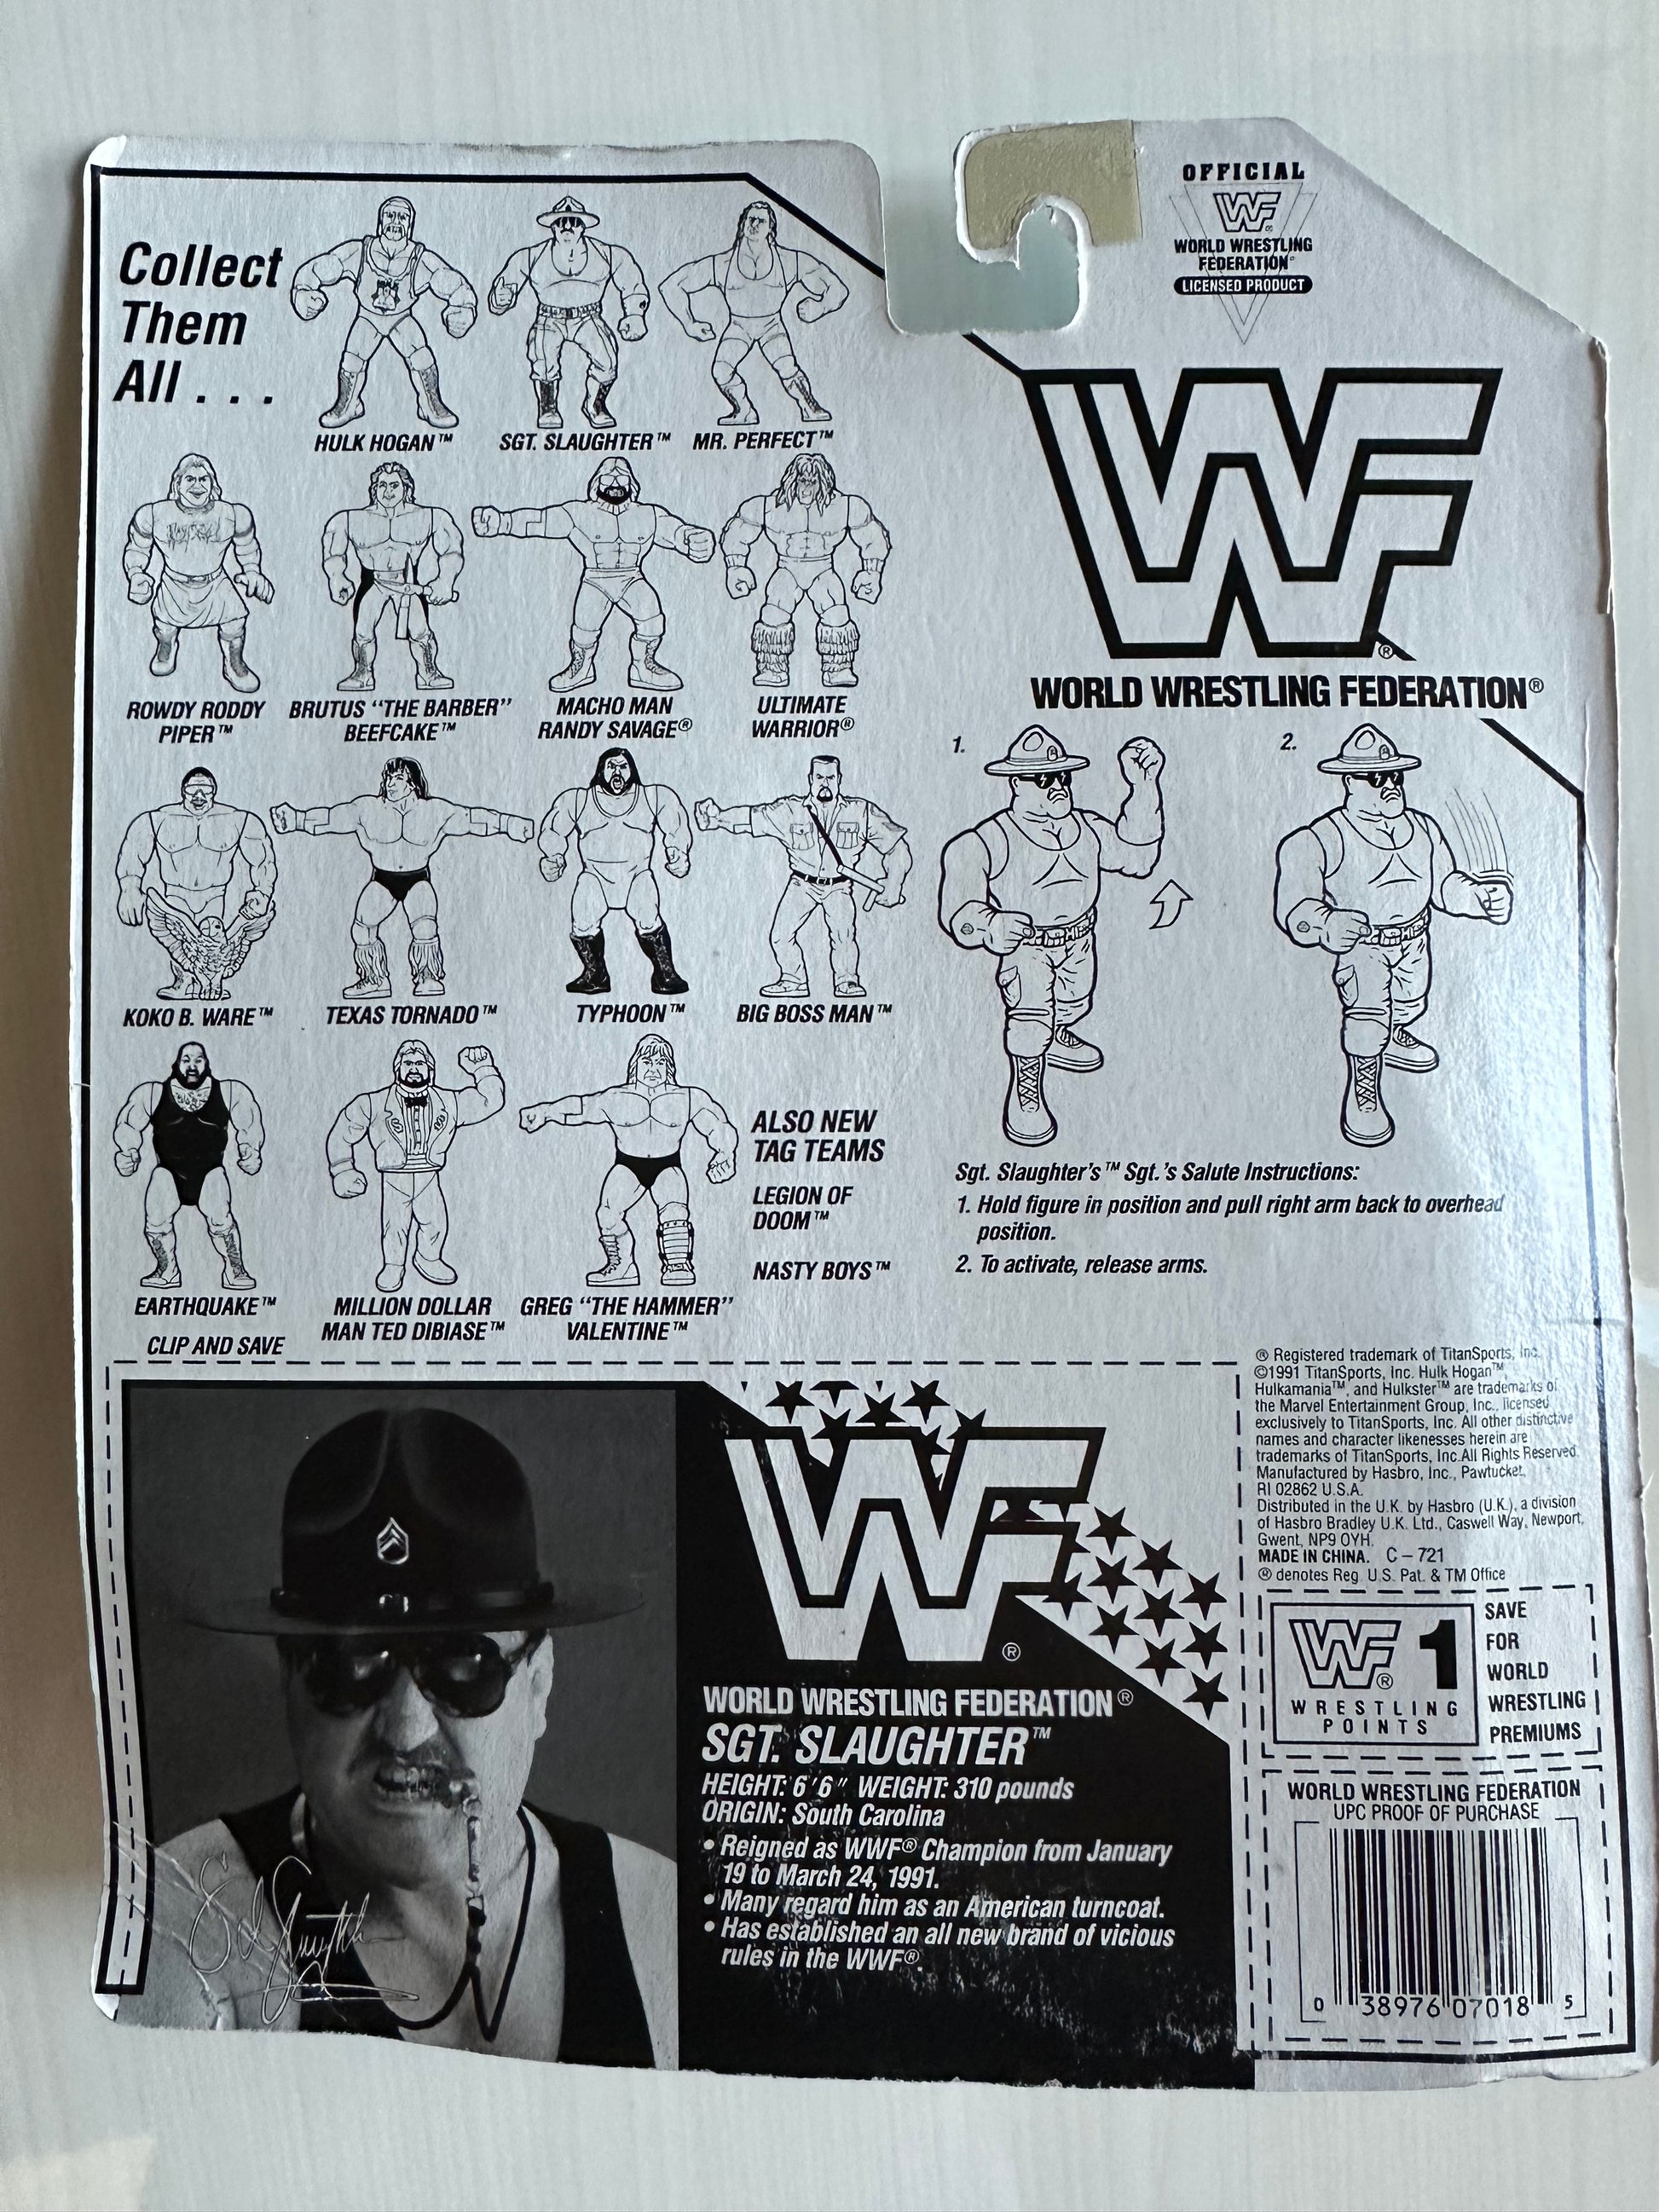 OFFICIAL
WF
WORLD WRESTLING
FEDERATION®
LICENSED PRODUCT
Collect
Them
All . . .
HULK HOGAN™
SGT. SLAUGHTER™
MR. PERFECT™
ROWDY RODDY
PIPER™
BRUTUS "THE BARBER"
BEEFCAKE™
MACHO MAN
RANDY SAVAGE®
ULTIMATE
WARRIOR®
KOKO B. WARE™
TEXAS TORNADO™
TYPHOON™
BIG BOSS MAN™
EARTHQUAKE™
MILLION DOLLAR
MAN TED DIBIASE™
GREG "THE HAMMER"
VALENTINE™
ALSO NEW
TAG TEAMS
LEGION OF
DOOM™
NASTY BOYS™
WF®
WORLD WRESTLING FEDERATION®
1.
2.
Sgt. Slaughter's™ Sgt.'s Salute Instructions:
1. Hold figure in position and pull right arm back to overhead
position.
2. To activate, release arms.
CLIP AND SAVE
WF®
WORLD WRESTLING FEDERATION®
SGT. SLAUGHTER™
HEIGHT: 6'6" WEIGHT: 310 pounds
ORIGIN: South Carolina
• Reigned as WWF® Champion from January
19 to March 24, 1991.
• Many regard him as an American turncoat.
• Has established an all new brand of vicious
rules in the WWF®.
® Registered trademark of TitanSports, Inc.
©1991 TitanSports, Inc. Hulk Hogan™
Hulkamania™, and Hulkster™ are trademarks of
the Marvel Entertainment Group, Inc., licensed
exclusively to TitanSports, Inc. All other distinctive
names and character likenesses herein are
trademarks of TitanSports, Inc.All Rights Reserved.
Manufactured by Hasbro, Inc., Pawtucket,
RI 02862 U.S.A.
Distributed in the U.K. by Hasbro (U.K.), a division
of Hasbro Bradley U.K. Ltd., Caswell Way, Newport,
Gwent, NP9 OYH.
MADE IN CHINA. C-721
® denotes Reg. U.S. Pat. & TM Office
WF® 1
WRESTLING
POINTS
SAVE
FOR
WORLD
WRESTLING
PREMIUMS
WORLD WRESTLING FEDERATION
UPC PROOF OF PURCHASE
0 38976 07018 5